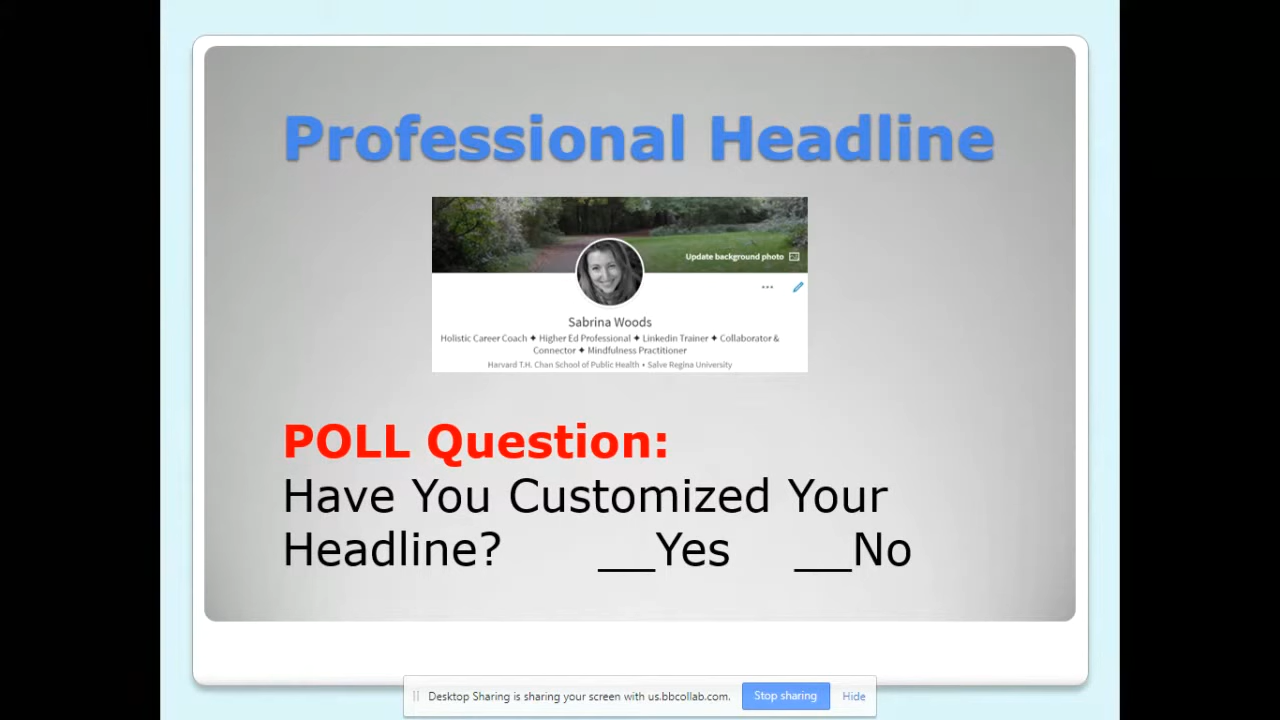 Professional Headline
Update background photo
Sabrina Woods
Holistic Career Coach ✦ Higher Ed Professional ✦ Linkedin Trainer ✦ Collaborator &
Connector ✦ Mindfulness Practitioner
Harvard T.H. Chan School of Public Health • Salve Regina University
POLL Question:
Have You Customized Your
Headline? __Yes __No
Desktop Sharing is sharing your screen with us.bbcollab.com. Stop sharing Hide